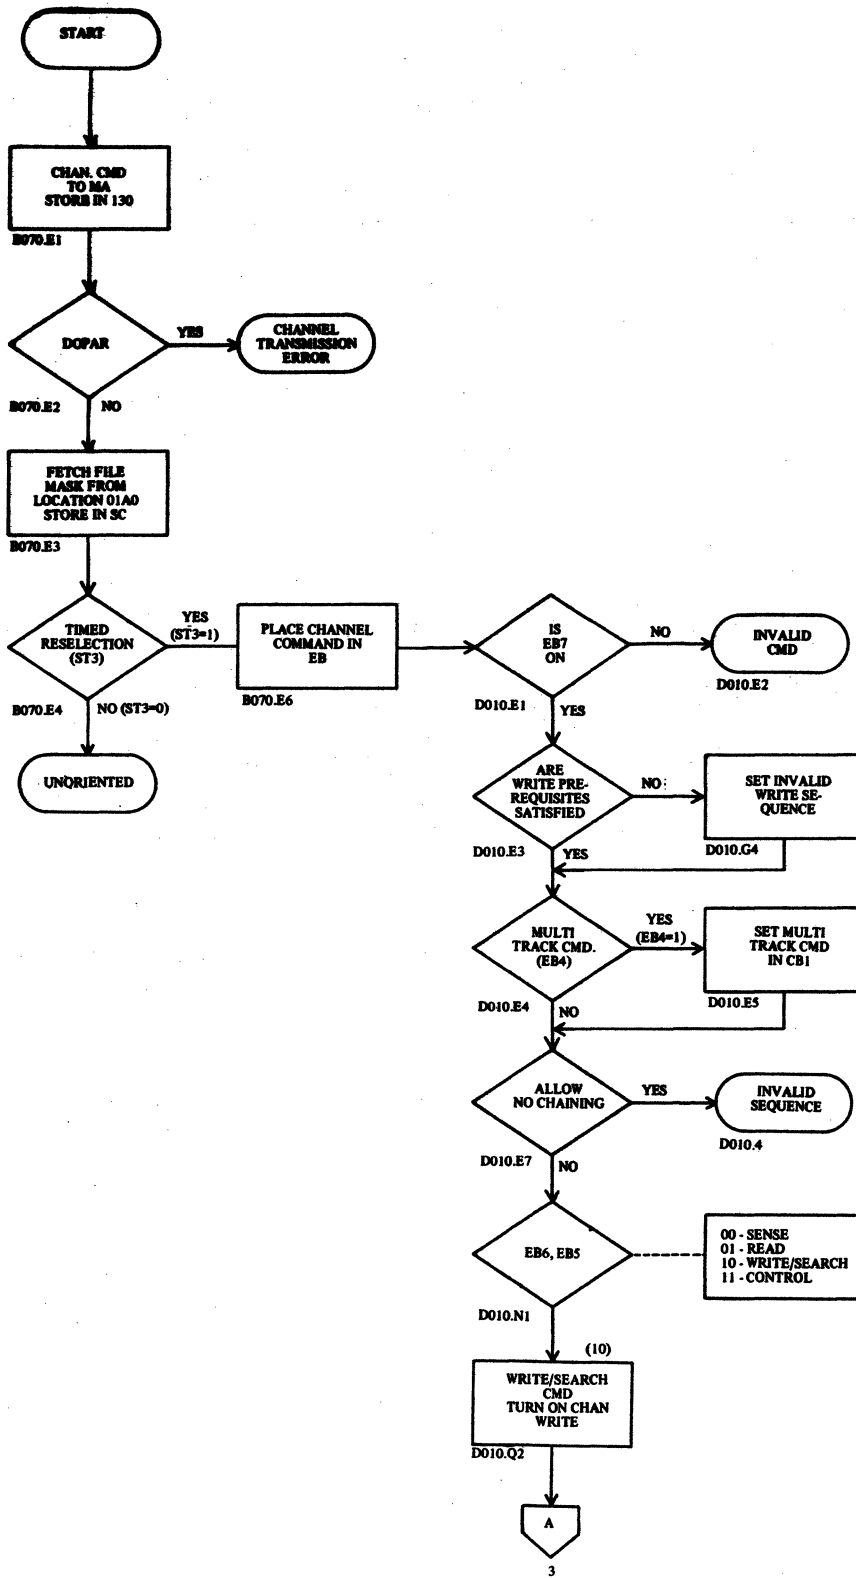 START
CHAN. CMD
TO MA
STORE IN 130
B070.E1
DOPAR
YES
CHANNEL
TRANSMISSION
ERROR
B070.E2
NO
FETCH FILE
MASK FROM
LOCATION 01A0
STORE IN SC
B070.E3
TIMED
RESELECTION
(ST3)
YES
(ST3=1)
B070.E4
NO (ST3=0)
UNORIENTED
PLACE CHANNEL
COMMAND IN
EB
B070.E6
IS
EB7
ON
NO
INVALID
CMD
D010.E2
D010.E1
YES
ARE
WRITE PRE-
REQUISITES
SATISFIED
NO
SET INVALID
WRITE SE-
QUENCE
D010.G4
D010.E3
YES
MULTI
TRACK CMD.
(EB4)
YES
(EB4=1)
SET MULTI
TRACK CMD
IN CB1
D010.E5
D010.E4
NO
ALLOW
NO CHAINING
YES
INVALID
SEQUENCE
D010.4
D010.E7
NO
EB6, EB5
00 - SENSE
01 - READ
10 - WRITE/SEARCH
11 - CONTROL
D010.N1
(10)
WRITE/SEARCH
CMD
TURN ON CHAN
WRITE
D010.Q2
A
3